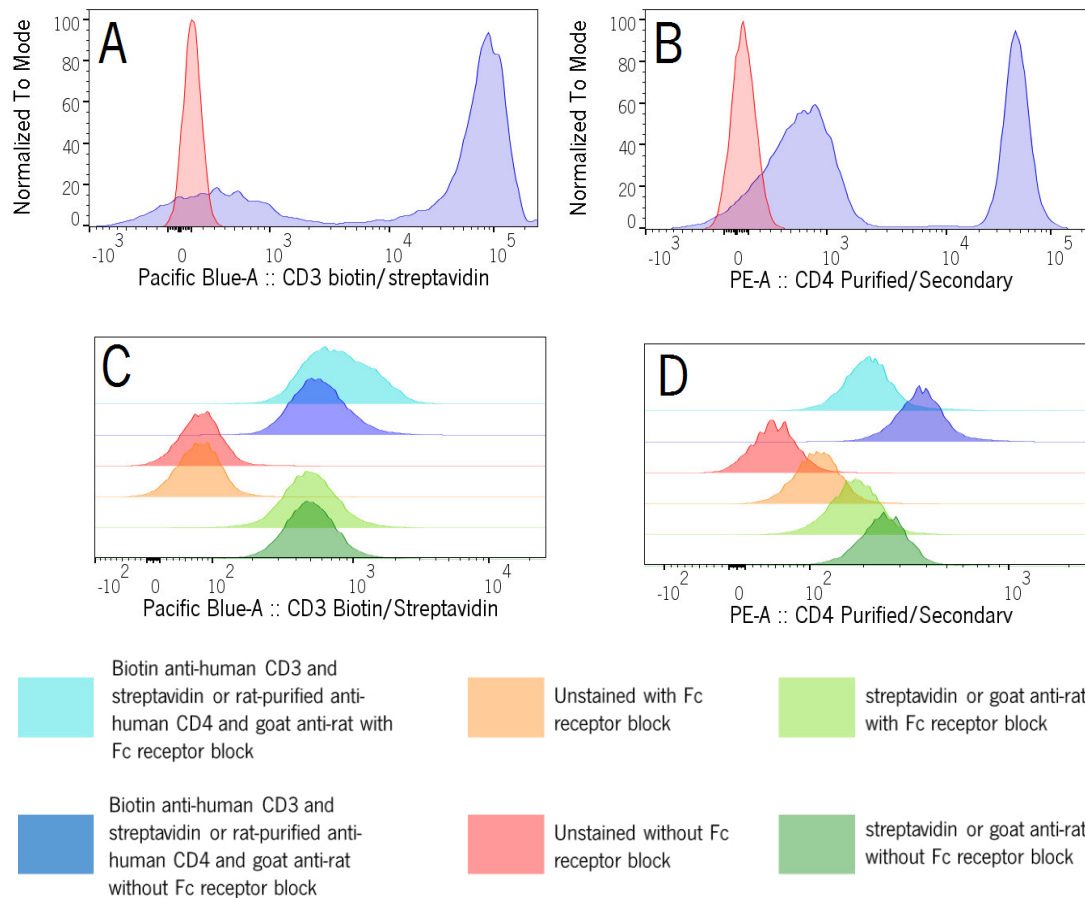 A
B
Normalized To Mode
100
80
60
40
20
0
-10^3
0
10^3
10^4
10^5
Pacific Blue-A :: CD3 biotin/streptavidin
Normalized To Mode
100
80
60
40
20
0
-10^3
0
10^3
10^4
10^5
PE-A :: CD4 Purified/Secondary
C
D
-10^2
0
10^2
10^3
10^4
Pacific Blue-A :: CD3 Biotin/Streptavidin
-10^2
0
10^2
10^3
PE-A :: CD4 Purified/Secondary
Biotin anti-human CD3 and
streptavidin or rat-purified anti-
human CD4 and goat anti-rat with
Fc receptor block
Unstained with Fc
receptor block
streptavidin or goat anti-rat
with Fc receptor block
Biotin anti-human CD3 and
streptavidin or rat-purified anti-
human CD4 and goat anti-rat
without Fc receptor block
Unstained without Fc
receptor block
streptavidin or goat anti-rat
without Fc receptor block